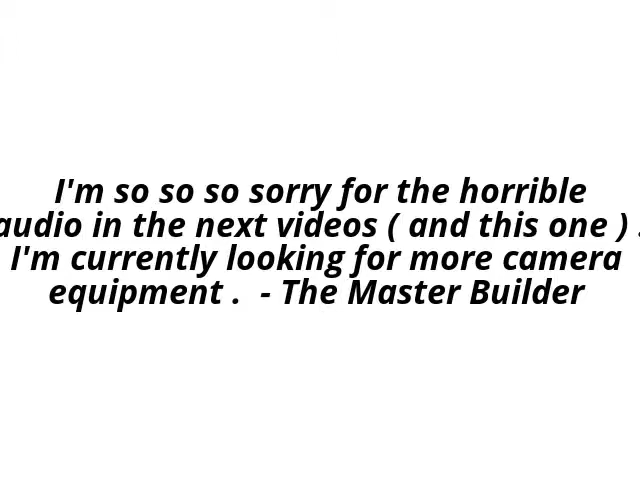 I'm so so so sorry for the horrible
audio in the next videos ( and this one ) .
I'm currently looking for more camera
equipment .  - The Master Builder